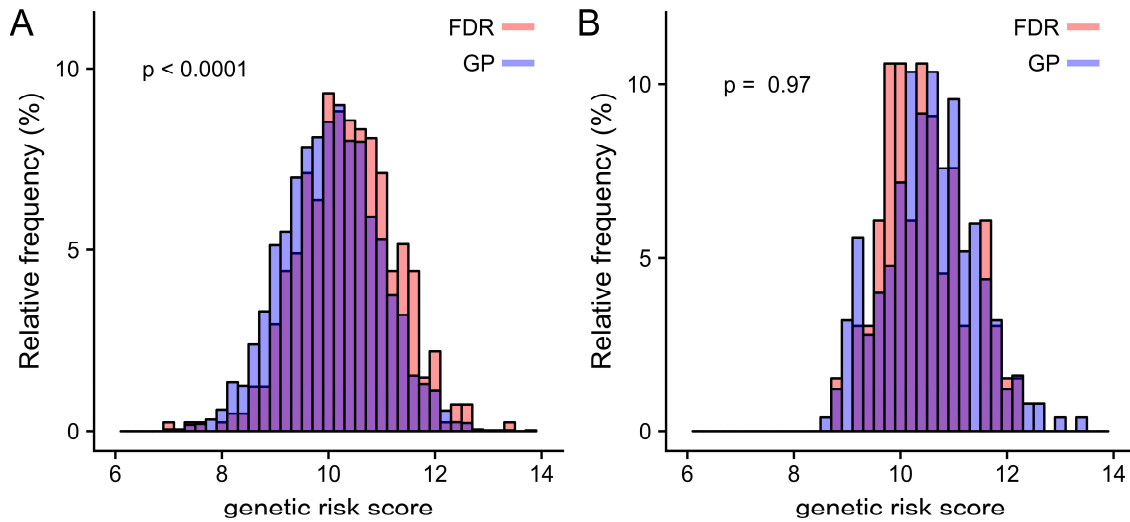 A
FDR
GP
p < 0.0001
Relative frequency (%)
10
5
0
6
8
10
12
14
genetic risk score
B
FDR
GP
p = 0.97
Relative frequency (%)
10
5
0
6
8
10
12
14
genetic risk score